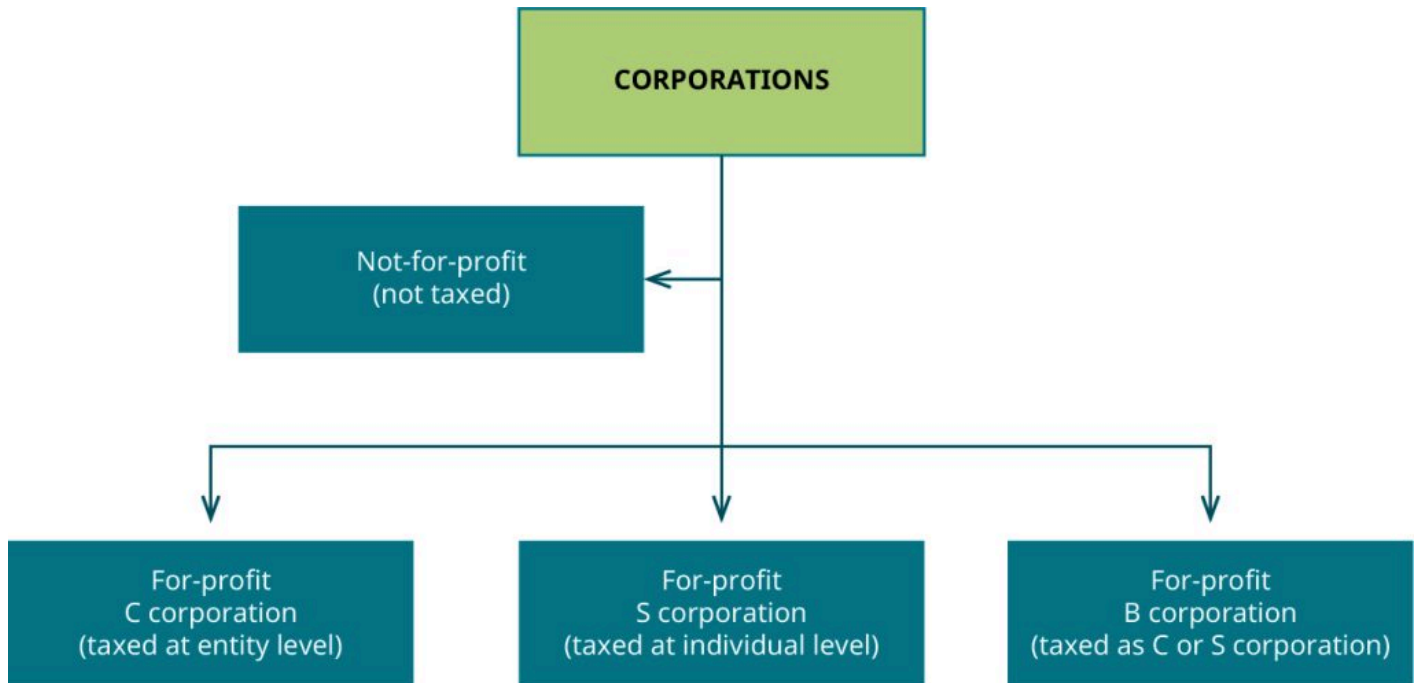 CORPORATIONS
Not-for-profit
(not taxed)
For-profit
C corporation
(taxed at entity level)
For-profit
S corporation
(taxed at individual level)
For-profit
B corporation
(taxed as C or S corporation)